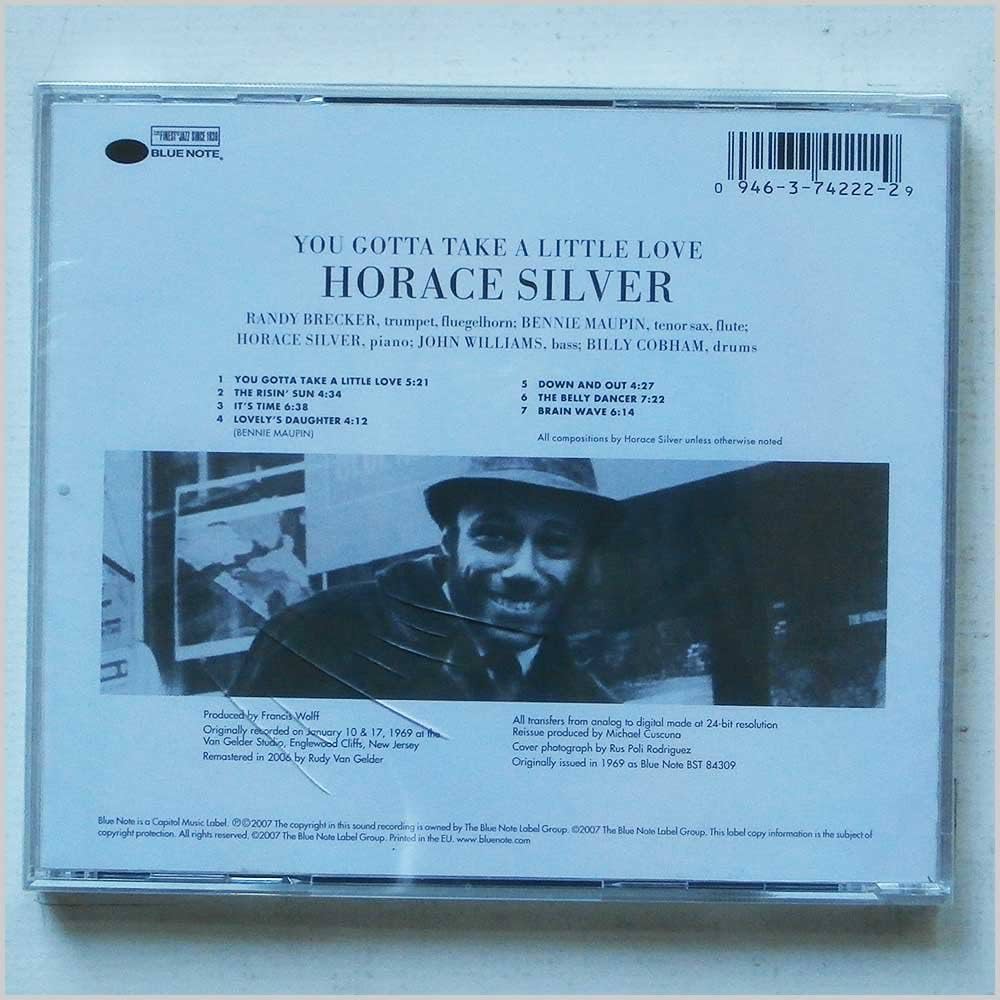 THE FINEST IN JAZZ SINCE 1939
BLUE NOTE®
0 946-3-74222-2 9
YOU GOTTA TAKE A LITTLE LOVE
HORACE SILVER
RANDY BRECKER, trumpet, fluegelhorn; BENNIE MAUPIN, tenor sax, flute;
HORACE SILVER, piano; JOHN WILLIAMS, bass; BILLY COBHAM, drums
1 YOU GOTTA TAKE A LITTLE LOVE 5:21
2 THE RISIN' SUN 4:34
3 IT'S TIME 6:38
4 LOVELY'S DAUGHTER 4:12
(BENNIE MAUPIN)
5 DOWN AND OUT 4:27
6 THE BELLY DANCER 7:22
7 BRAIN WAVE 6:14
All compositions by Horace Silver unless otherwise noted
Produced by Francis Wolff
Originally recorded on January 10 & 17, 1969 at the
Van Gelder Studio, Englewood Cliffs, New Jersey
Remastered in 2006 by Rudy Van Gelder
All transfers from analog to digital made at 24-bit resolution
Reissue produced by Michael Cuscuna
Cover photograph by Rus Poli Rodriguez
Originally issued in 1969 as Blue Note BST 84309
Blue Note is a Capitol Music Label. ℗©2007 The copyright in this sound recording is owned by The Blue Note Label Group. ©2007 The Blue Note Label Group. This label copy information is the subject of
copyright protection. All rights reserved. ©2007 The Blue Note Label Group. Printed in the EU. www.bluenote.com